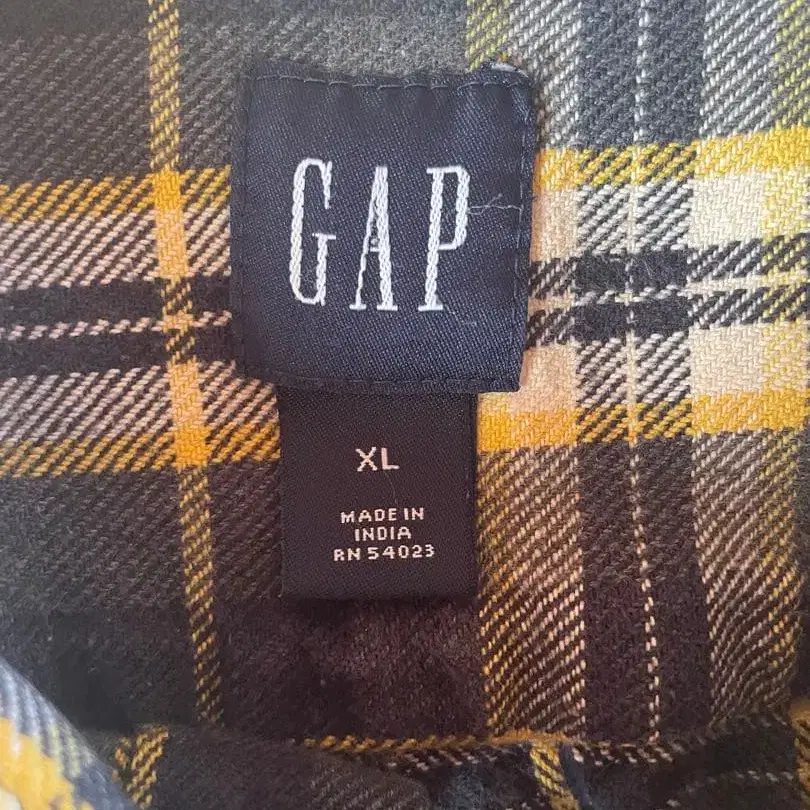 GAP
XL
MADE IN
INDIA
RN 54023